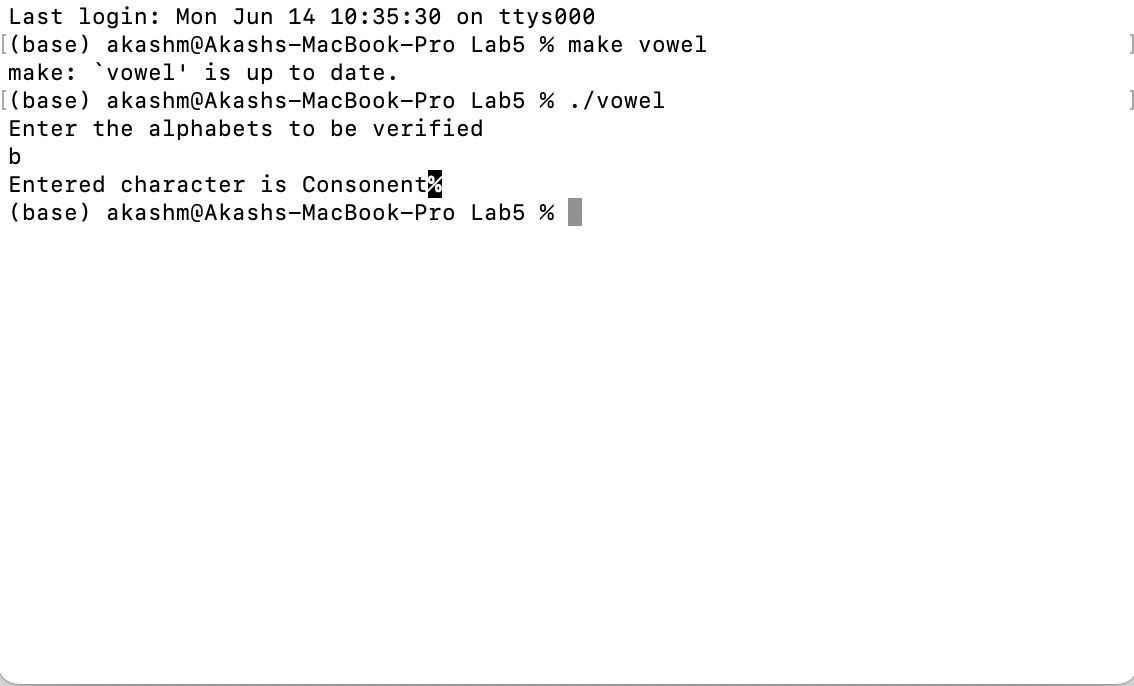 Last login: Mon Jun 14 10:35:30 on ttys000
[(base) akashm@Akashs-MacBook-Pro Lab5 % make vowel ]
make: `vowel' is up to date.
[(base) akashm@Akashs-MacBook-Pro Lab5 % ./vowel ]
Enter the alphabets to be verified
b
Entered character is Consonent%
(base) akashm@Akashs-MacBook-Pro Lab5 %